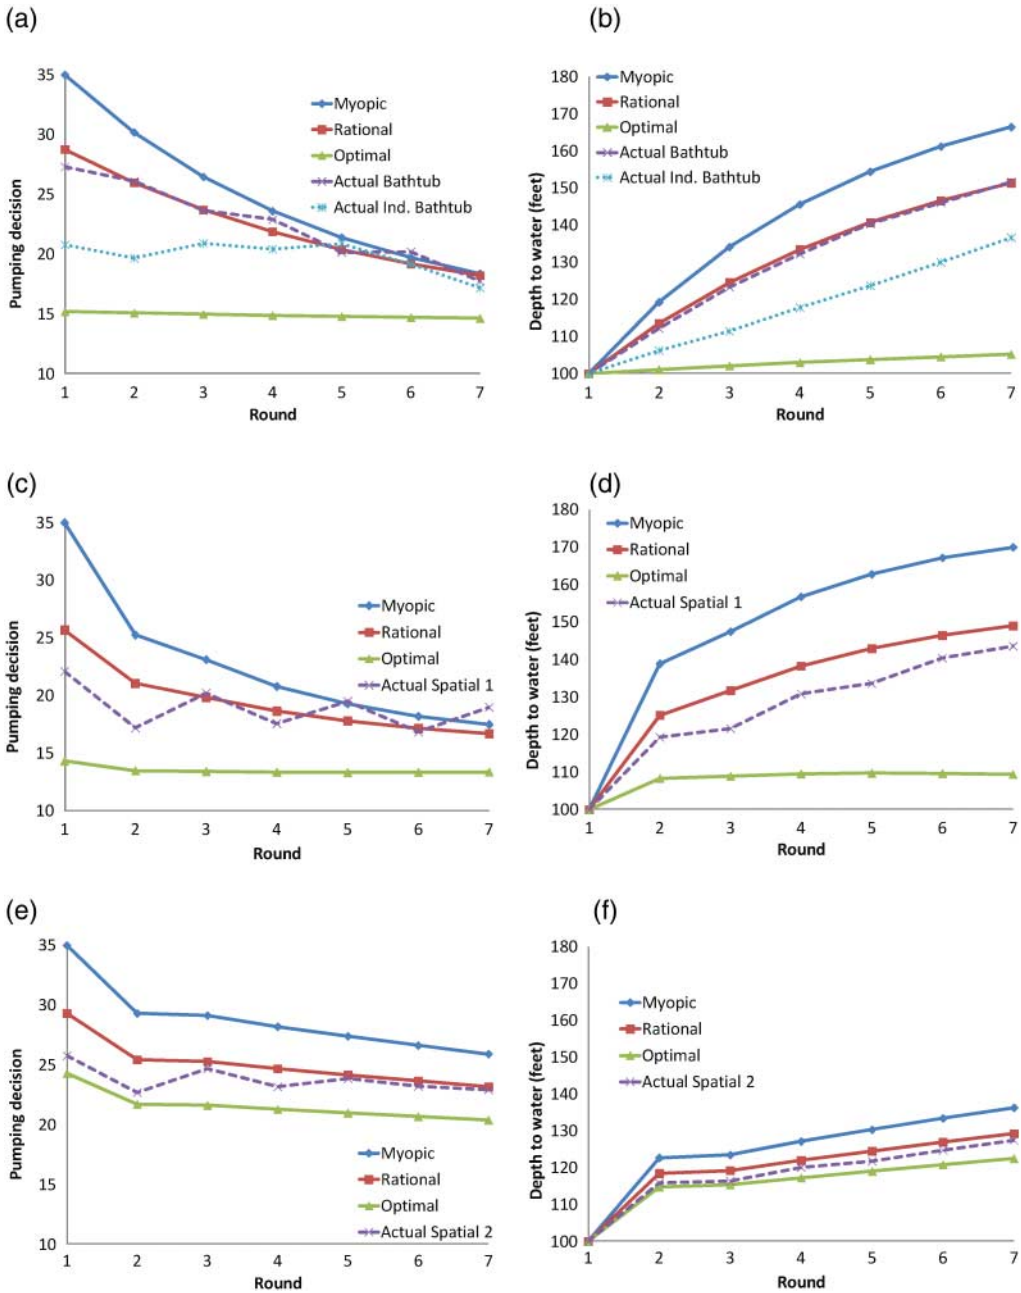 (a)
35
30
25
20
15
10
Pumping decision
Myopic
Rational
Optimal
Actual Bathtub
Actual Ind. Bathtub
1 2 3 4 5 6 7
Round
(b)
180
170
160
150
140
130
120
110
100
Depth to water (feet)
Myopic
Rational
Optimal
Actual Bathtub
Actual Ind. Bathtub
1 2 3 4 5 6 7
Round
(c)
35
30
25
20
15
10
Pumping decision
Myopic
Rational
Optimal
Actual Spatial 1
1 2 3 4 5 6 7
Round
(d)
180
170
160
150
140
130
120
110
100
Depth to water (feet)
Myopic
Rational
Optimal
Actual Spatial 1
1 2 3 4 5 6 7
Round
(e)
35
30
25
20
15
10
Pumping decision
Myopic
Rational
Optimal
Actual Spatial 2
1 2 3 4 5 6 7
Round
(f)
180
170
160
150
140
130
120
110
100
Depth to water (feet)
Myopic
Rational
Optimal
Actual Spatial 2
1 2 3 4 5 6 7
Round